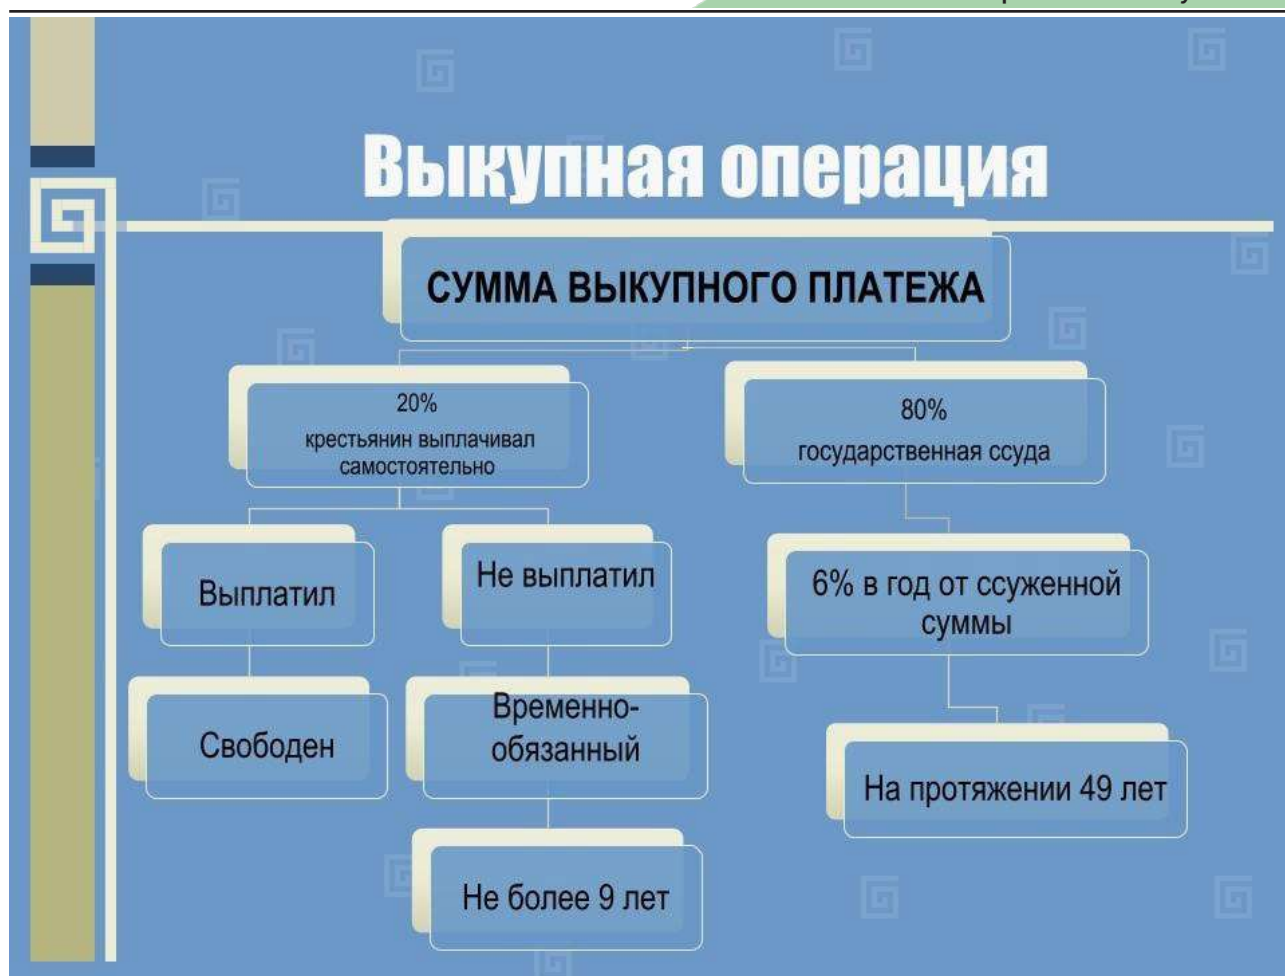 Выкупная операция
СУММА ВЫКУПНОГО ПЛАТЕЖА
20%
крестьянин выплачивал
самостоятельно
80%
государственная ссуда
Выплатил
Не выплатил
6% в год от ссуженной
суммы
Свободен
Временно-
обязанный
На протяжении 49 лет
Не более 9 лет